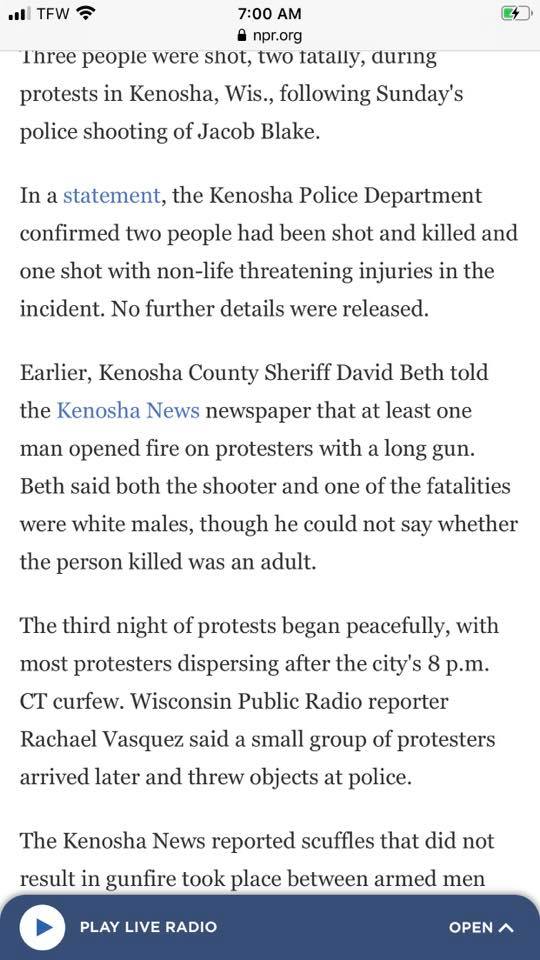 TFW
7:00 AM
npr.org
Three people were shot, two fatally, during
protests in Kenosha, Wis., following Sunday's
police shooting of Jacob Blake.
In a statement, the Kenosha Police Department
confirmed two people had been shot and killed and
one shot with non-life threatening injuries in the
incident. No further details were released.
Earlier, Kenosha County Sheriff David Beth told
the Kenosha News newspaper that at least one
man opened fire on protesters with a long gun.
Beth said both the shooter and one of the fatalities
were white males, though he could not say whether
the person killed was an adult.
The third night of protests began peacefully, with
most protesters dispersing after the city's 8 p.m.
CT curfew. Wisconsin Public Radio reporter
Rachael Vasquez said a small group of protesters
arrived later and threw objects at police.
The Kenosha News reported scuffles that did not
result in gunfire took place between armed men
PLAY LIVE RADIO
OPEN